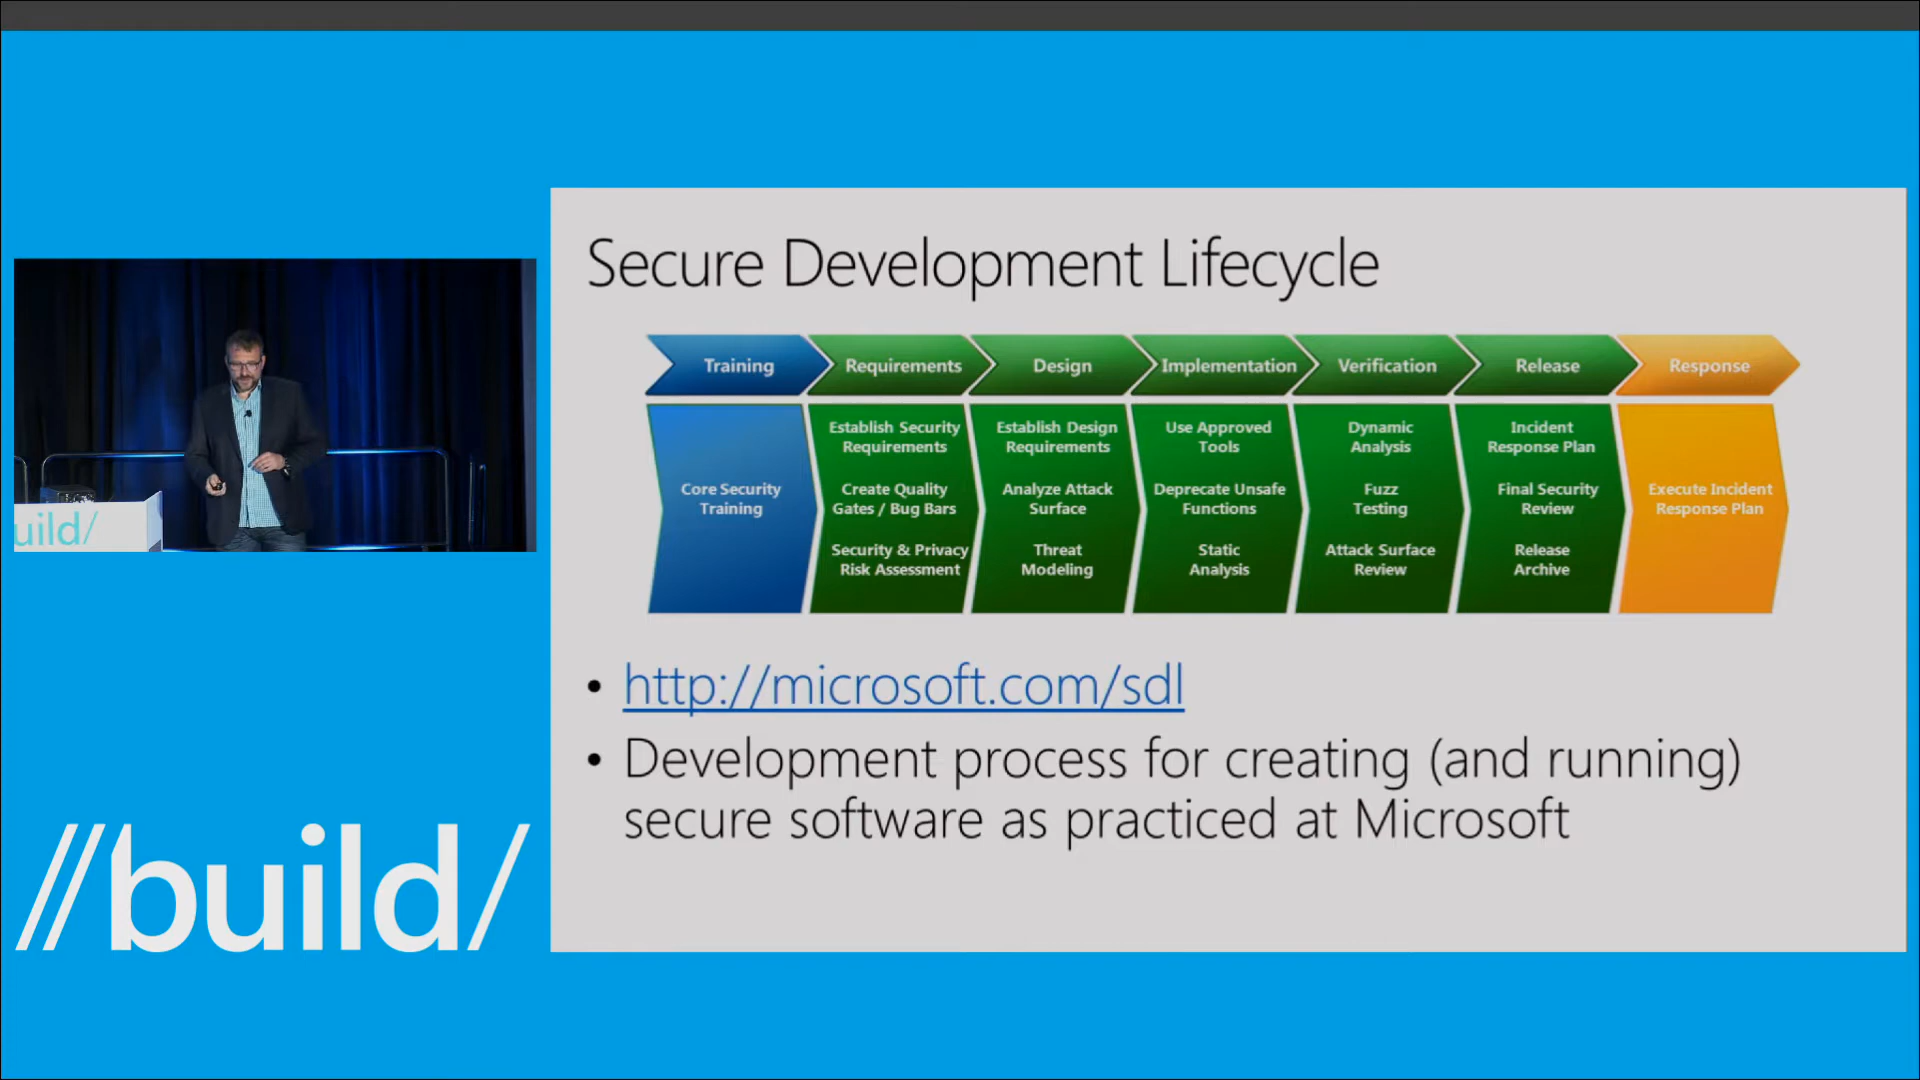 Secure Development Lifecycle
Training
Requirements
Design
Implementation
Verification
Release
Response
Core Security
Training
Establish Security
Requirements
Create Quality
Gates / Bug Bars
Security & Privacy
Risk Assessment
Establish Design
Requirements
Analyze Attack
Surface
Threat
Modeling
Use Approved
Tools
Deprecate Unsafe
Functions
Static
Analysis
Dynamic
Analysis
Fuzz
Testing
Attack Surface
Review
Incident
Response Plan
Final Security
Review
Release
Archive
Execute Incident
Response Plan
• http://microsoft.com/sdl
• Development process for creating (and running)
secure software as practiced at Microsoft
uild/
//build/